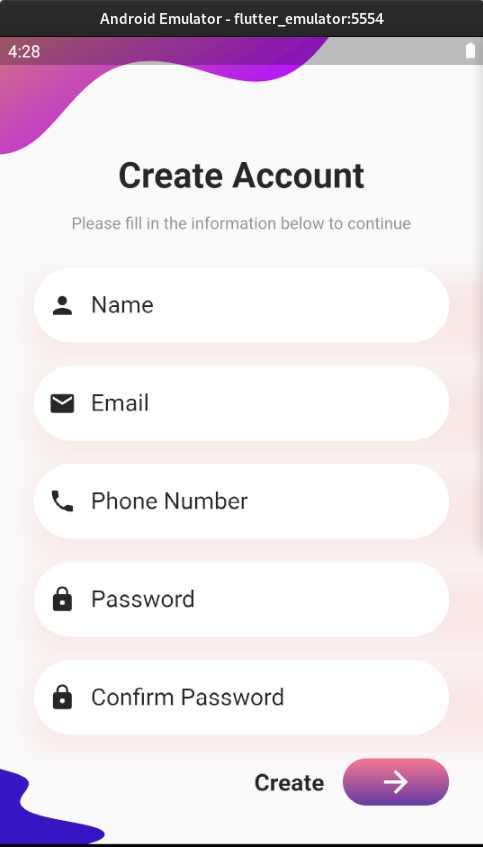 Android Emulator - flutter_emulator:5554
4:28
Create Account
Please fill in the information below to continue
Name
Email
Phone Number
Password
Confirm Password
Create